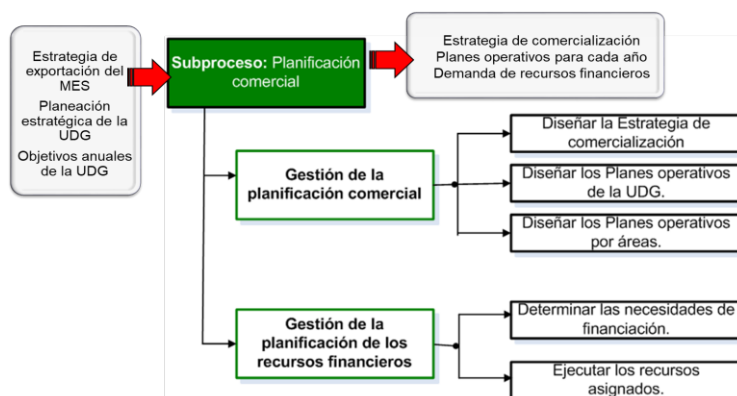 Estrategia de
exportación del
MES
Planeación
estratégica de la
UDG
Objetivos anuales
de la UDG
Subproceso: Planificación
comercial
Estrategia de comercialización
Planes operativos para cada año
Demanda de recursos financieros
Gestión de la
planificación comercial
Diseñar la Estrategia de
comercialización
Diseñar los Planes operativos
de la UDG.
Diseñar los Planes operativos
por áreas.
Gestión de la
planificación de los
recursos financieros
Determinar las necesidades de
financiación.
Ejecutar los recursos
asignados.